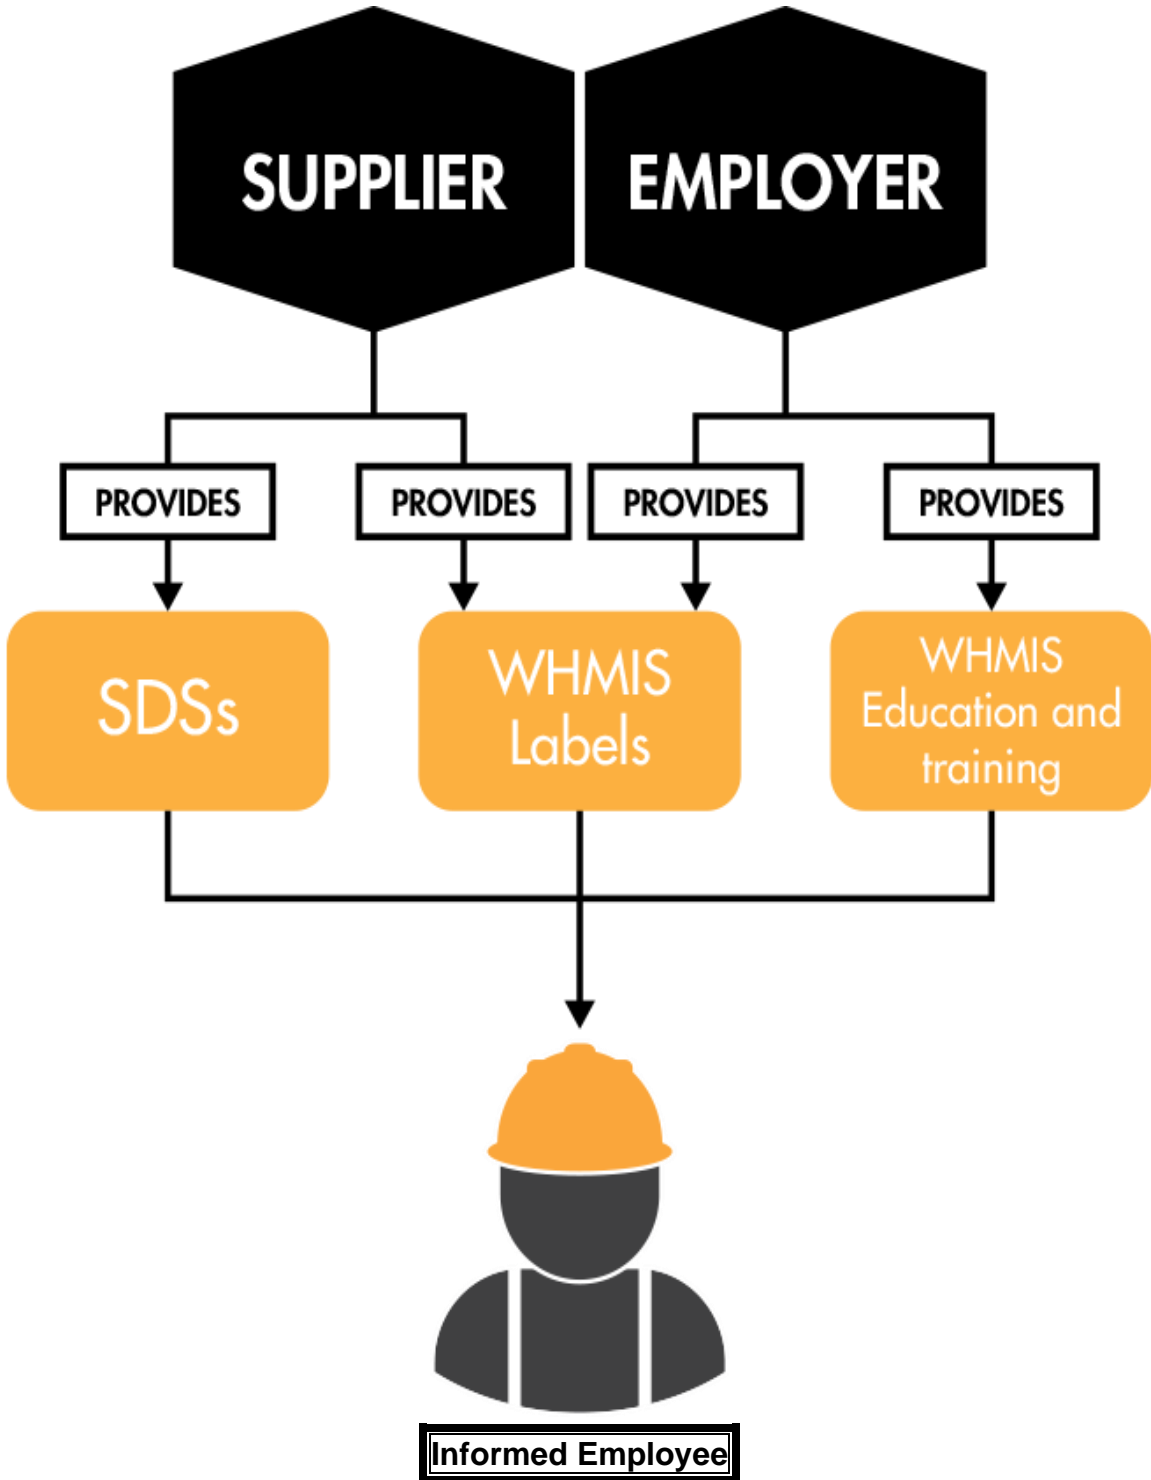 SUPPLIER
EMPLOYER
PROVIDES
PROVIDES
PROVIDES
PROVIDES
SDSs
WHMIS
Labels
WHMIS
Education and
training
Informed Employee